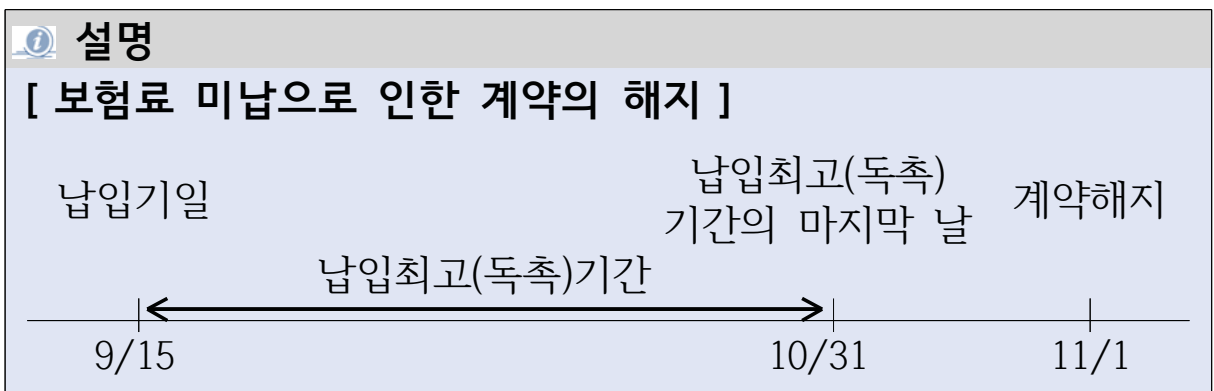 설명
[ 보험료 미납으로 인한 계약의 해지 ]
납입기일
납입최고(독촉)
기간의 마지막 날
계약해지
납입최고(독촉)기간
9/15
10/31
11/1